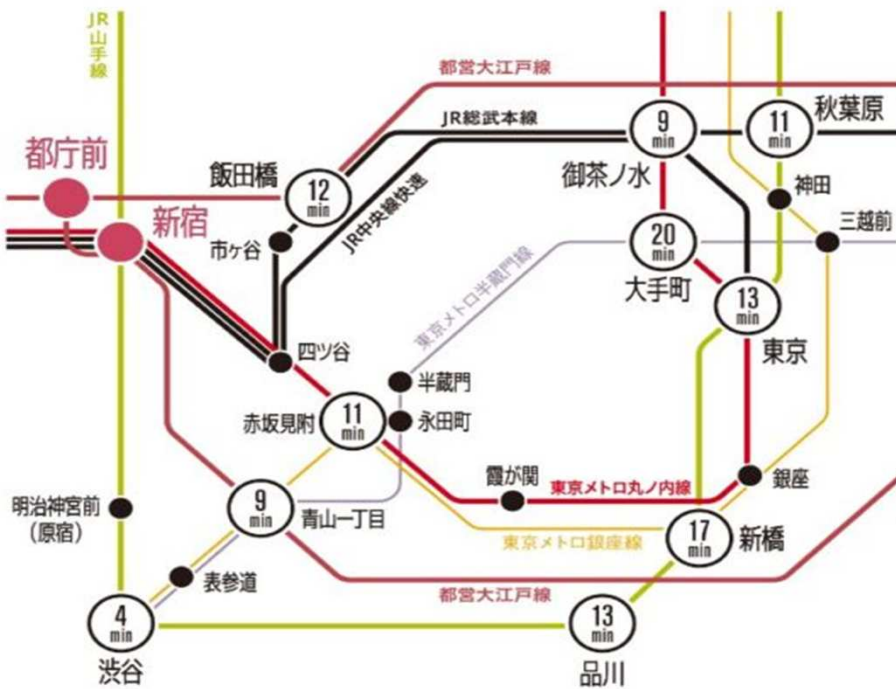 JR山手線
都営大江戸線
JR総武本線
9
min
11
min
秋葉原
都庁前
飯田橋
12
min
御茶ノ水
神田
新宿
市ヶ谷
JR中央線快速
20
min
三越前
大手町
東京メトロ半蔵門線
13
min
東京
四ツ谷
半蔵門
赤坂見附
11
min
永田町
霞が関
東京メトロ丸ノ内線
銀座
明治神宮前
（原宿）
9
min
青山一丁目
東京メトロ銀座線
17
min
新橋
表参道
都営大江戸線
4
min
渋谷
13
min
品川